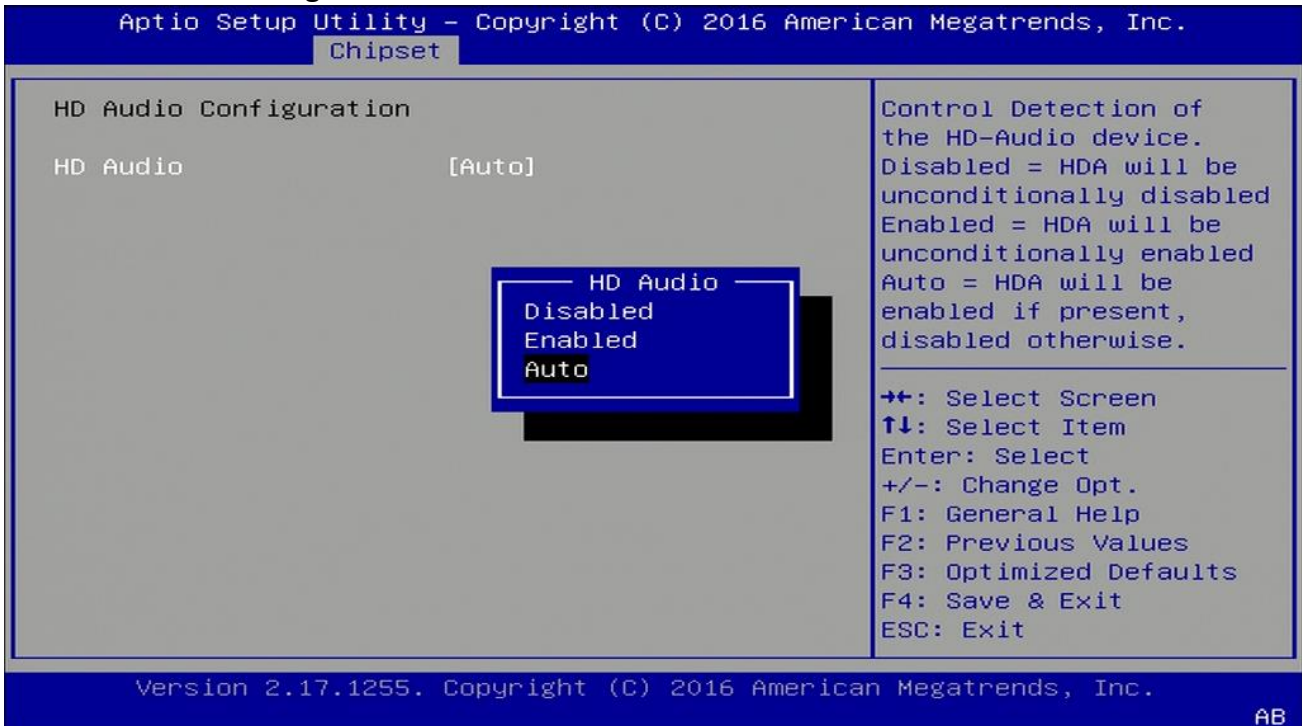 Aptio Setup Utility – Copyright (C) 2016 American Megatrends, Inc.
Chipset
HD Audio Configuration
HD Audio [Auto]
HD Audio
Disabled
Enabled
Auto
Control Detection of
the HD-Audio device.
Disabled = HDA will be
unconditionally disabled
Enabled = HDA will be
unconditionally enabled
Auto = HDA will be
enabled if present,
disabled otherwise.
→←: Select Screen
↑↓: Select Item
Enter: Select
+/-: Change Opt.
F1: General Help
F2: Previous Values
F3: Optimized Defaults
F4: Save & Exit
ESC: Exit
Version 2.17.1255. Copyright (C) 2016 American Megatrends, Inc.
AB